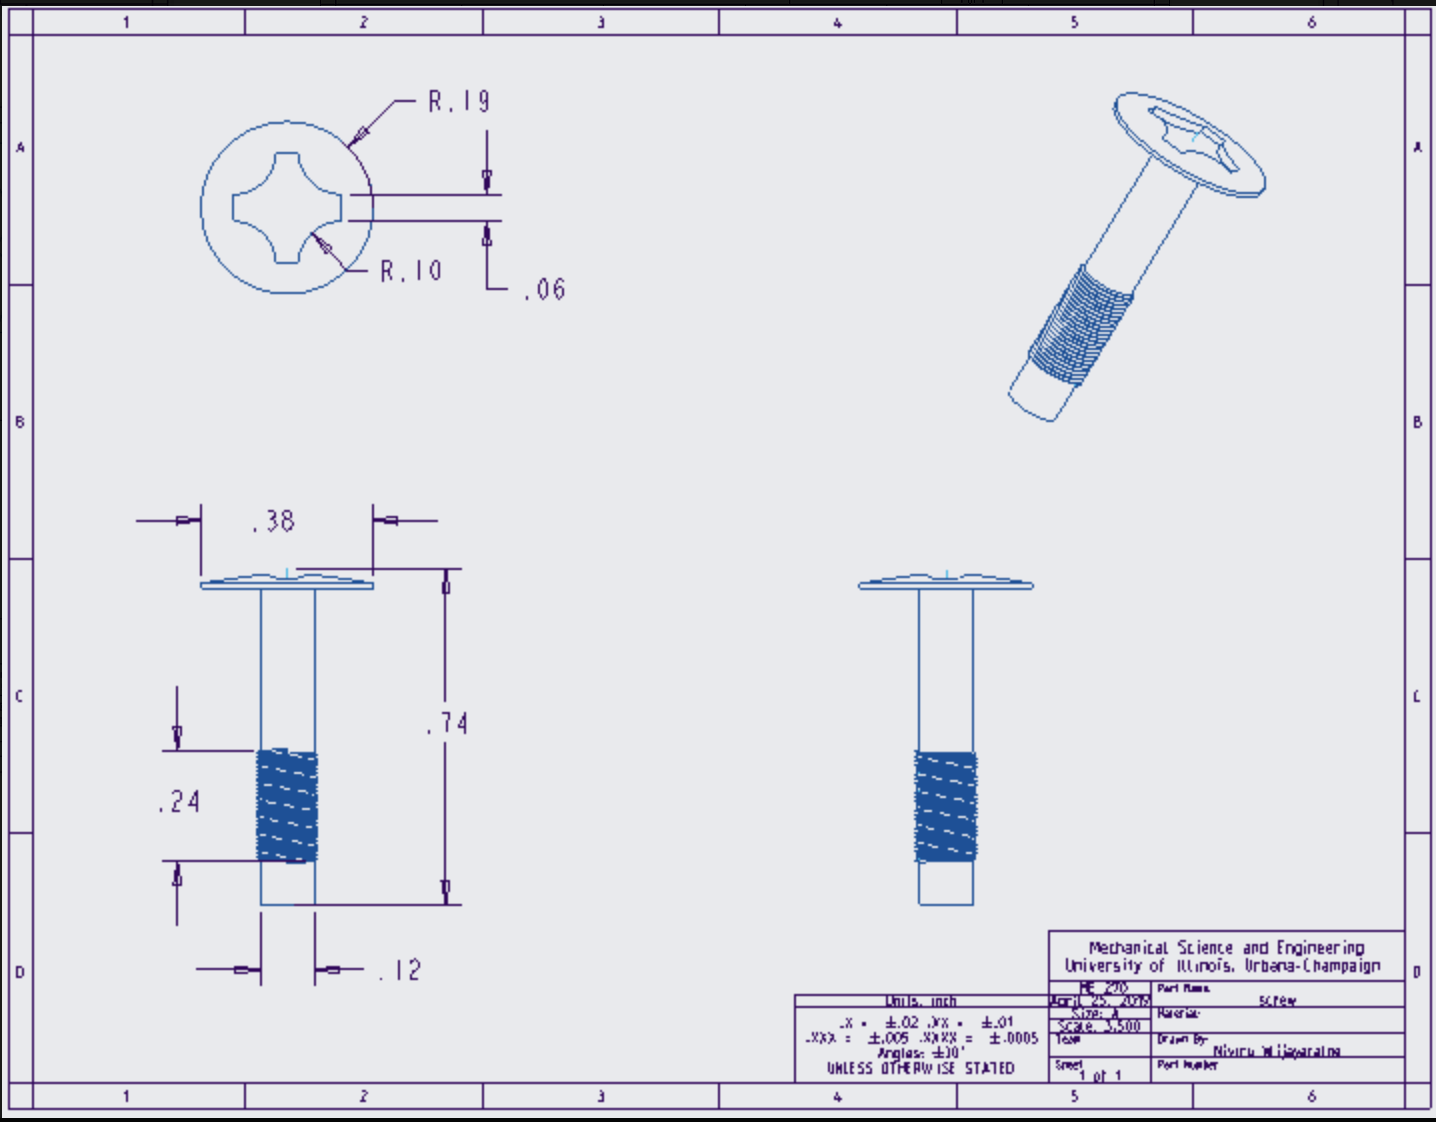 1 2 3 4 5 6
A A
R.19
R.10
.06
B B
.38
.74
C C
.24
.12
D D
Mechanical Science and Engineering
University of Illinois, Urbana-Champaign
ME 270
Part Name
April 25, 2019
screw
Size: A
Material
Scale: 3.500
Team
Drawn By
Niviru Wijayaratne
Sheet
1 of 1
Part Number
Units, inch
.X = ±.02 .XX = ±.01
.XXX = ±.005 .XXXX = ±.0005
Angles: ±30'
UNLESS OTHERWISE STATED
1 2 3 4 5 6